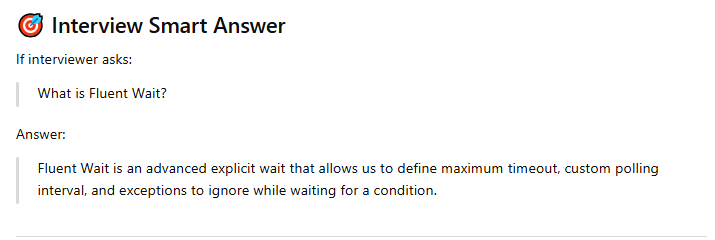 🎯 Interview Smart Answer
If interviewer asks:
What is Fluent Wait?
Answer:
Fluent Wait is an advanced explicit wait that allows us to define maximum timeout, custom polling
interval, and exceptions to ignore while waiting for a condition.